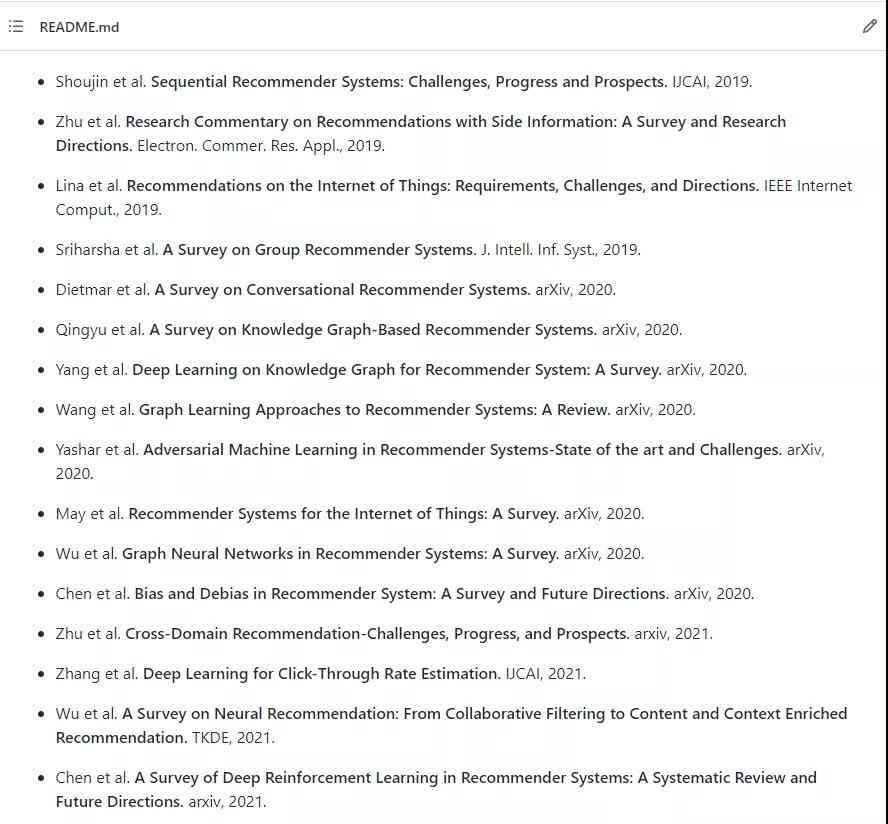 README.md
• Shoujin et al. Sequential Recommender Systems: Challenges, Progress and Prospects. IJCAI, 2019.
• Zhu et al. Research Commentary on Recommendations with Side Information: A Survey and Research
Directions. Electron. Commer. Res. Appl., 2019.
• Lina et al. Recommendations on the Internet of Things: Requirements, Challenges, and Directions. IEEE Internet
Comput., 2019.
• Sriharsha et al. A Survey on Group Recommender Systems. J. Intell. Inf. Syst., 2019.
• Dietmar et al. A Survey on Conversational Recommender Systems. arXiv, 2020.
• Qingyu et al. A Survey on Knowledge Graph-Based Recommender Systems. arXiv, 2020.
• Yang et al. Deep Learning on Knowledge Graph for Recommender System: A Survey. arXiv, 2020.
• Wang et al. Graph Learning Approaches to Recommender Systems: A Review. arXiv, 2020.
• Yashar et al. Adversarial Machine Learning in Recommender Systems-State of the art and Challenges. arXiv,
2020.
• May et al. Recommender Systems for the Internet of Things: A Survey. arXiv, 2020.
• Wu et al. Graph Neural Networks in Recommender Systems: A Survey. arXiv, 2020.
• Chen et al. Bias and Debias in Recommender System: A Survey and Future Directions. arXiv, 2020.
• Zhu et al. Cross-Domain Recommendation-Challenges, Progress, and Prospects. arxiv, 2021.
• Zhang et al. Deep Learning for Click-Through Rate Estimation. IJCAI, 2021.
• Wu et al. A Survey on Neural Recommendation: From Collaborative Filtering to Content and Context Enriched
Recommendation. TKDE, 2021.
• Chen et al. A Survey of Deep Reinforcement Learning in Recommender Systems: A Systematic Review and
Future Directions. arxiv, 2021.